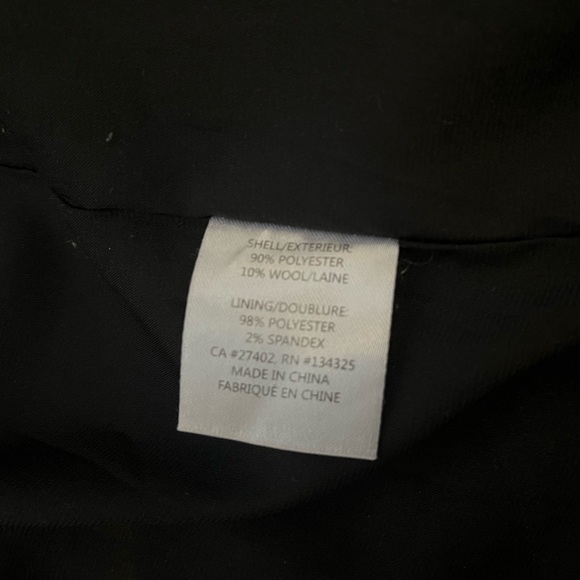 SHELL/EXTERIEUR:
90% POLYESTER
10% WOOL/LAINE
LINING/DOUBLURE:
98% POLYESTER
2% SPANDEX
CA #27402, RN #134325
MADE IN CHINA
FABRIQUÉ EN CHINE